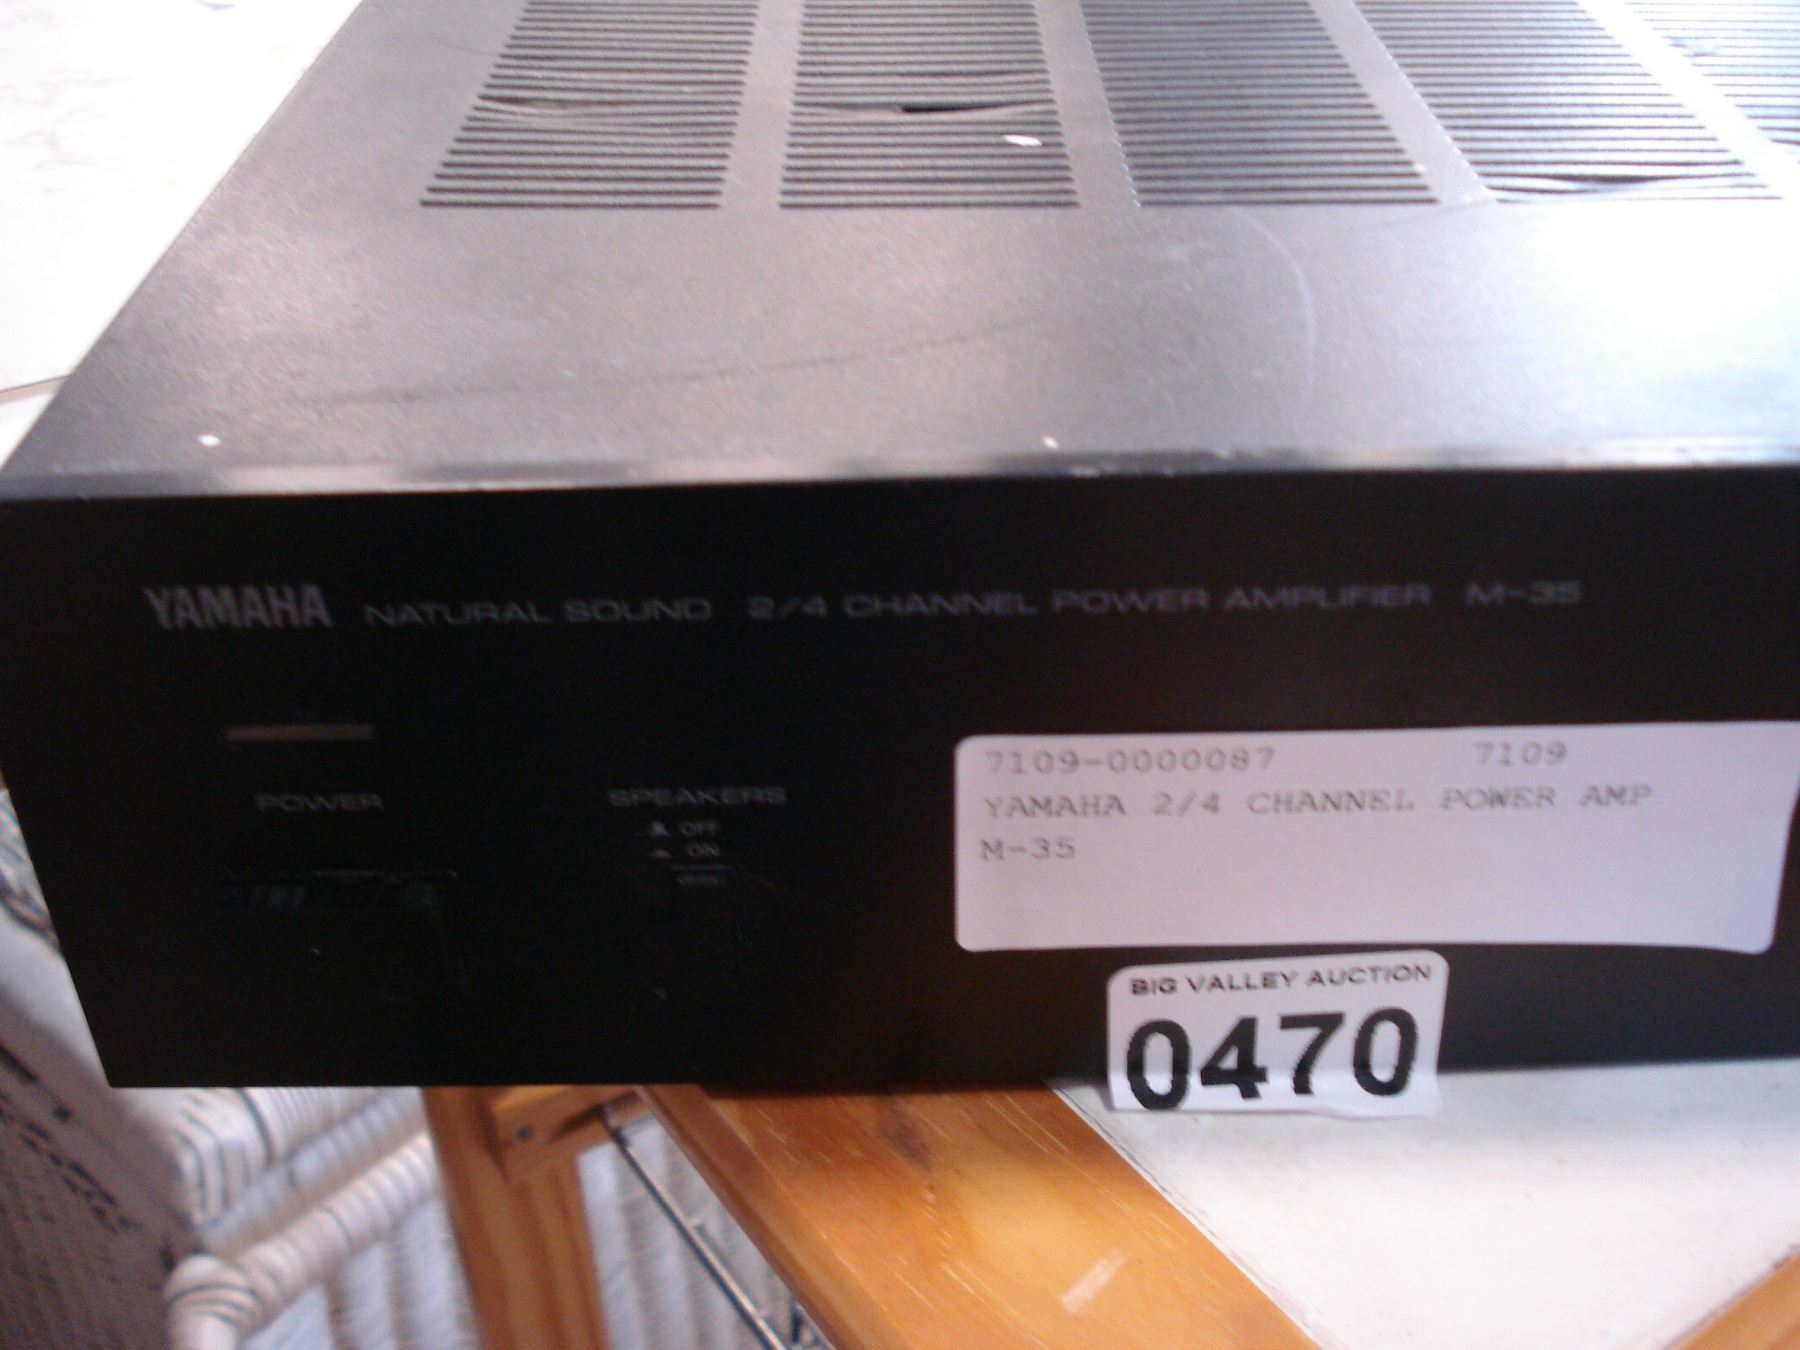 YAMAHA NATURAL SOUND 2/4 CHANNEL POWER AMPLIFIER M-35
POWER
SPEAKERS
OFF
ON
7109-0000087 7109
YAMAHA 2/4 CHANNEL POWER AMP
M-35
BIG VALLEY AUCTION
0470